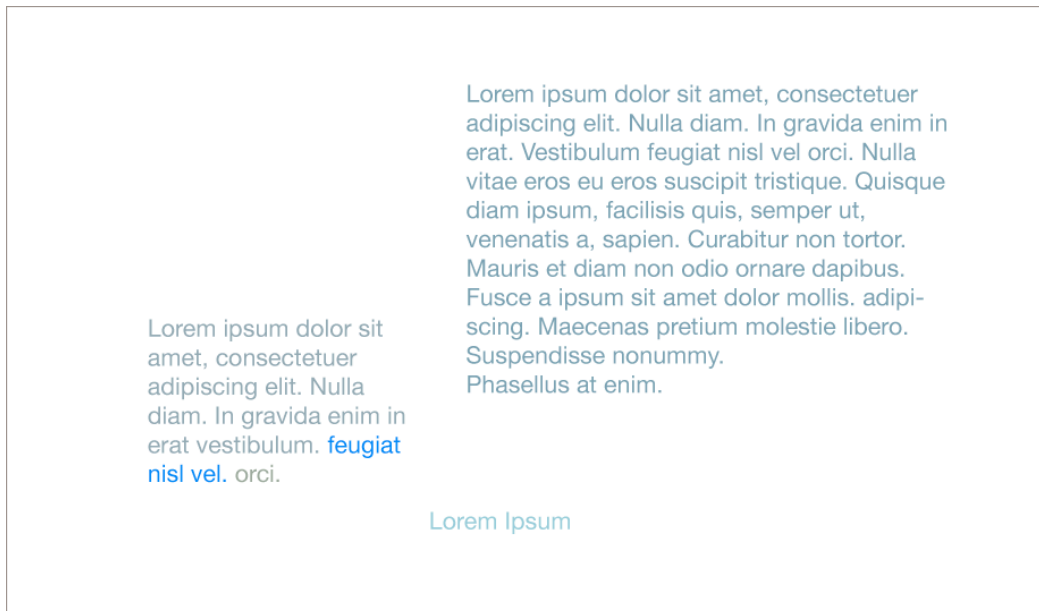 Lorem ipsum dolor sit amet, consectetuer
adipiscing elit. Nulla diam. In gravida enim in
erat. Vestibulum feugiat nisl vel orci. Nulla
vitae eros eu eros suscipit tristique. Quisque
diam ipsum, facilisis quis, semper ut,
venenatis a, sapien. Curabitur non tortor.
Mauris et diam non odio ornare dapibus.
Fusce a ipsum sit amet dolor mollis. adipi-
scing. Maecenas pretium molestie libero.
Suspendisse nonummy.
Phasellus at enim.
Lorem ipsum dolor sit
amet, consectetuer
adipiscing elit. Nulla
diam. In gravida enim in
erat vestibulum. feugiat
nisl vel. orci.
Lorem Ipsum